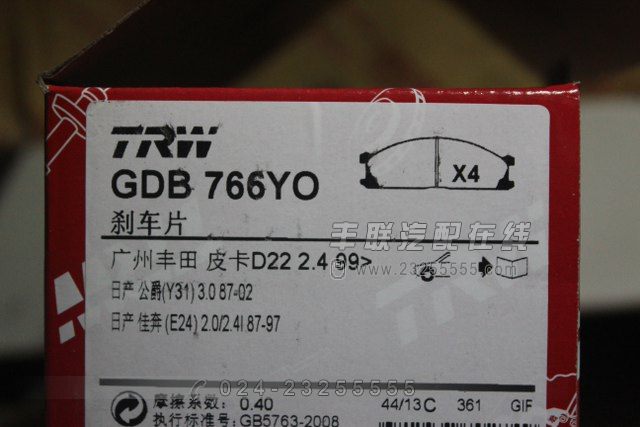 TRW
GDB 766YO
X4
刹车片
丰联汽配在线
www.23255555.com
广州丰田 皮卡D22 2.4 99>
日产 公爵(Y31) 3.0 87-02
日产 佳奔(E24) 2.0/2.4I 87-97
024-23255555
摩擦系数: 0.40
44/13C 361 GIF
执行标准号: GB5763-2008